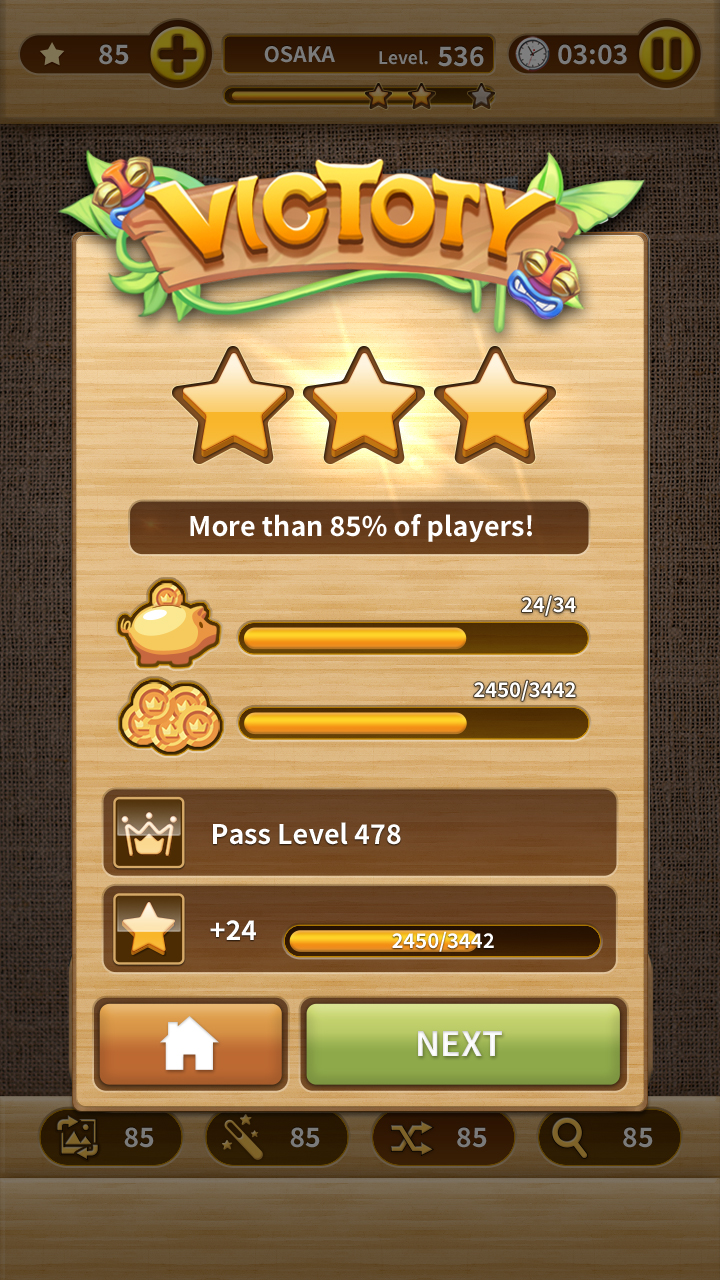 85
OSAKA Level. 536
03:03
VICTOTY
More than 85% of players!
24/34
2450/3442
Pass Level 478
+24
2450/3442
NEXT
85
85
85
85